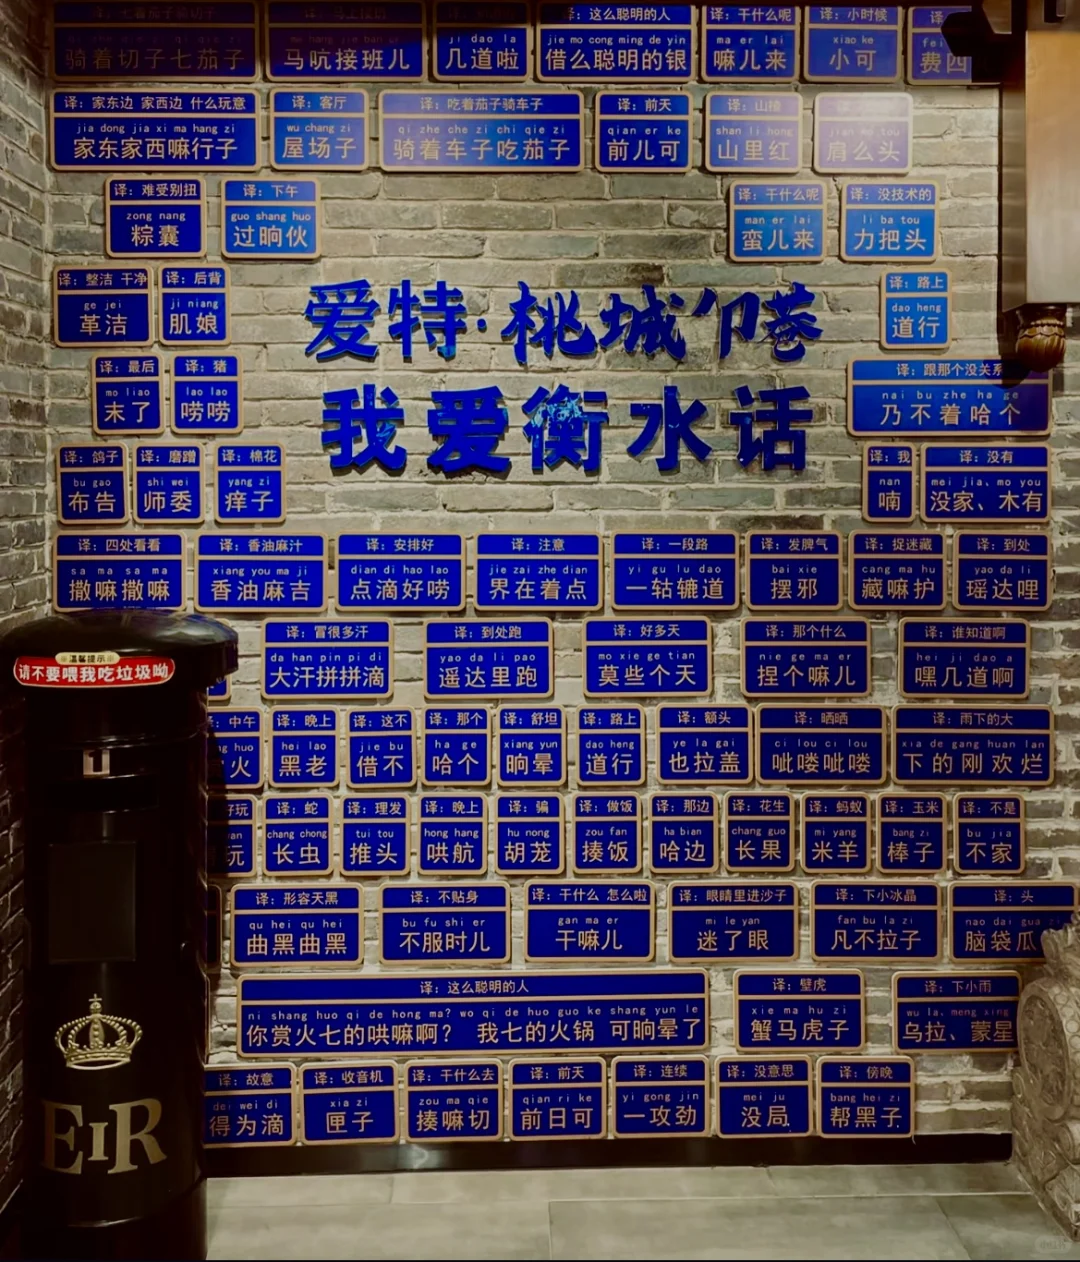 骑着切子七茄子
马吭接班儿
ji dao la
几道啦
译：这么聪明的人
jie mo cong ming de yin
借么聪明的银
译：干什么呢
ma er lai
嘛儿来
译：小时候
xiao ke
小可
译：
fei
费四
译：家东边 家西边 什么玩意
jia dong jia xi ma hang zi
家东家西嘛行子
译：客厅
wu chang zi
屋场子
译：吃着茄子骑车子
qi zhe che zi chi qie zi
骑着车子吃茄子
译：前天
qian er ke
前儿可
译：山楂
shan li hong
山里红
jian me tou
肩么头
译：难受别扭
zong nang
粽囊
译：下午
guo shang huo
过晌伙
译：干什么呢
man er lai
蛮儿来
译：没技术的
li ba tou
力把头
译：整洁 干净
ge jei
革洁
译：后背
ji niang
肌娘
译：路上
dao heng
道行
爱特·桃城印巷
我爱衡水话
译：最后
mo liao
末了
译：猪
lao lao
唠唠
译：跟那个没关系
nai bu zhe ha ge
乃不着哈个
译：鸽子
bu gao
布告
译：磨蹭
shi wei
师委
译：棉花
yang zi
痒子
译：我
nan
喃
译：没有
mei jia、mo you
没家、木有
译：四处看看
sa ma sa ma
撒嘛撒嘛
译：香油麻汁
xiang you ma ji
香油麻吉
译：安排好
dian di hao lao
点滴好唠
译：注意
jie zai zhe dian
界在着点
译：一段路
yi gu lu dao
一轱辘道
译：发脾气
bai xie
摆邪
译：捉迷藏
cang ma hu
藏嘛护
译：到处
yao da li
瑶达哩
温馨提示
请不要喂我吃垃圾呦
译：冒很多汗
da han pin pi di
大汗拼拼滴
译：到处跑
yao da li pao
遥达里跑
译：好多天
mo xie ge tian
莫些个天
译：那个什么
nie ge ma er
捏个嘛儿
译：谁知道啊
hei ji dao a
嘿几道啊
译：中午
huo
火
译：晚上
hei lao
黑老
译：这不
jie bu
借不
译：那个
ha ge
哈个
译：舒坦
xiang yun
晌晕
译：路上
dao heng
道行
译：额头
ye la gai
也拉盖
译：晒晒
ci lou ci lou
呲喽呲喽
译：雨下的大
xia de gang huan lan
下的刚欢烂
好玩
玩
译：蛇
chang chong
长虫
译：理发
tui tou
推头
译：晚上
hong hang
哄航
译：骗
hu nong
胡茏
译：做饭
zou fan
揍饭
译：那边
ha bian
哈边
译：花生
chang guo
长果
译：蚂蚁
mi yang
米羊
译：玉米
bang zi
棒子
译：不是
bu jia
不家
译：形容天黑
qu hei qu hei
曲黑曲黑
译：不贴身
bu fu shi er
不服时儿
译：干什么 怎么啦
gan ma er
干嘛儿
译：眼睛里进沙子
mi le yan
迷了眼
译：下小冰晶
fan bu la zi
凡不拉子
译：头
nao dai gua zi
脑袋瓜
译：这么聪明的人
ni shang huo qi de hong ma? wo qi de huo guo ke shang yun le
你赏火七的哄嘛啊？ 我七的火锅 可晌晕了
译：壁虎
xie ma hu zi
蟹马虎子
译：下小雨
wu la、meng xing
乌拉、蒙星
译：故意
dei wei di
得为滴
译：收音机
xia zi
匣子
译：干什么去
zou ma qie
揍嘛切
译：前天
qian ri ke
前日可
译：连续
yi gong jin
一攻劲
译：没意思
mei ju
没局
译：傍晚
bang hei zi
帮黑子
1
EIIR